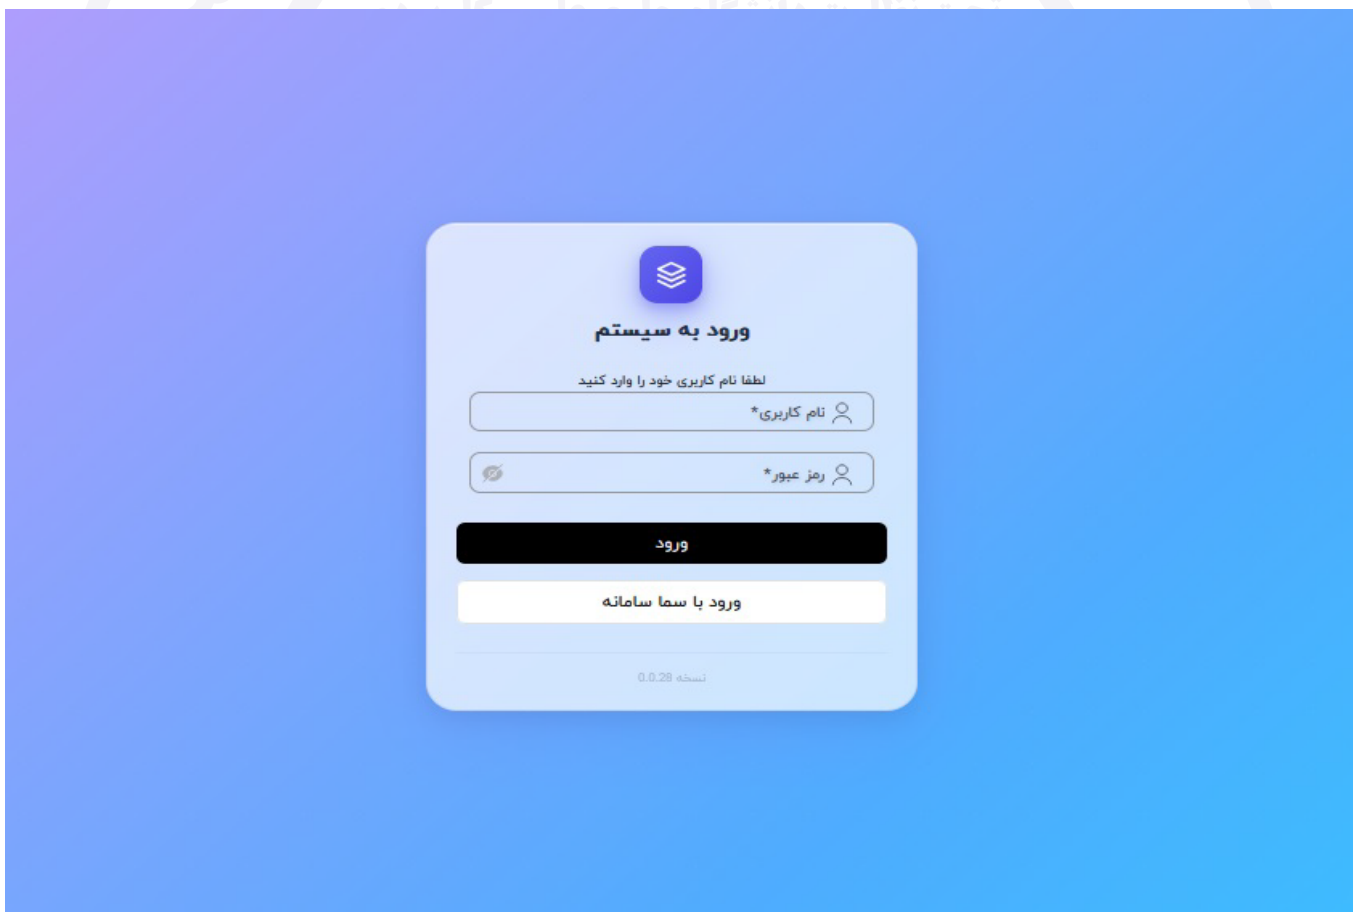 ورود به سیستم
لطفا نام کاربری خود را وارد کنید
نام کاربری*
رمز عبور*
ورود
ورود با سما سامانه
نسخه 0.0.28